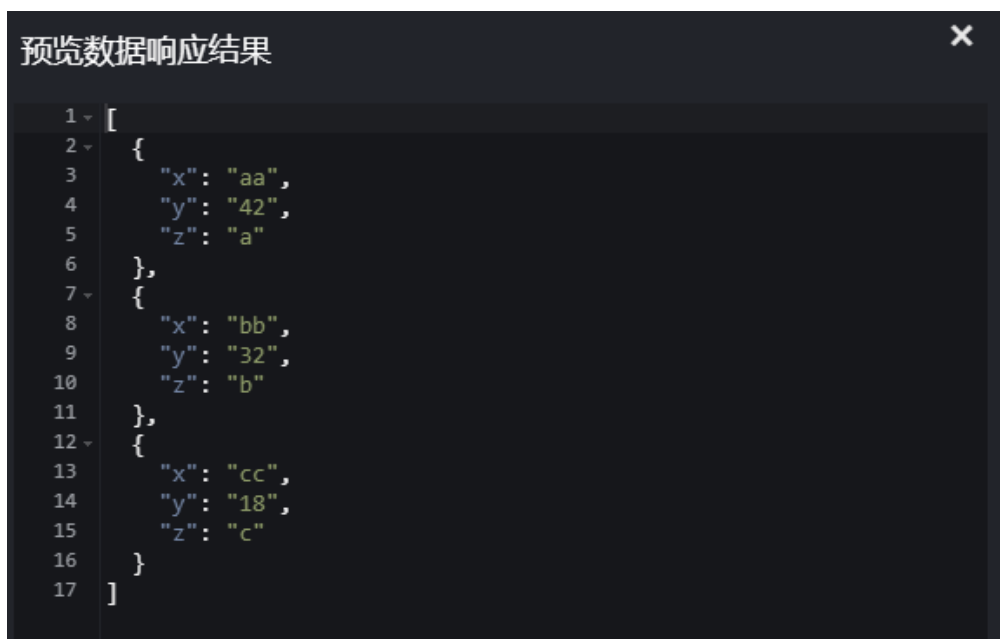 预览数据响应结果
×
1 [
2 {
3 "x": "aa",
4 "y": "42",
5 "z": "a"
6 },
7 {
8 "x": "bb",
9 "y": "32",
10 "z": "b"
11 },
12 {
13 "x": "cc",
14 "y": "18",
15 "z": "c"
16 }
17 ]